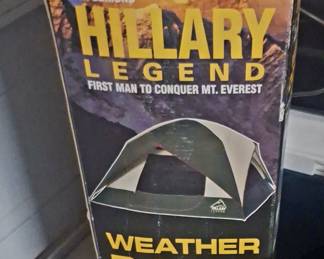 HILLARY
LEGEND
FIRST MAN TO CONQUER MT. EVEREST
WEATHER